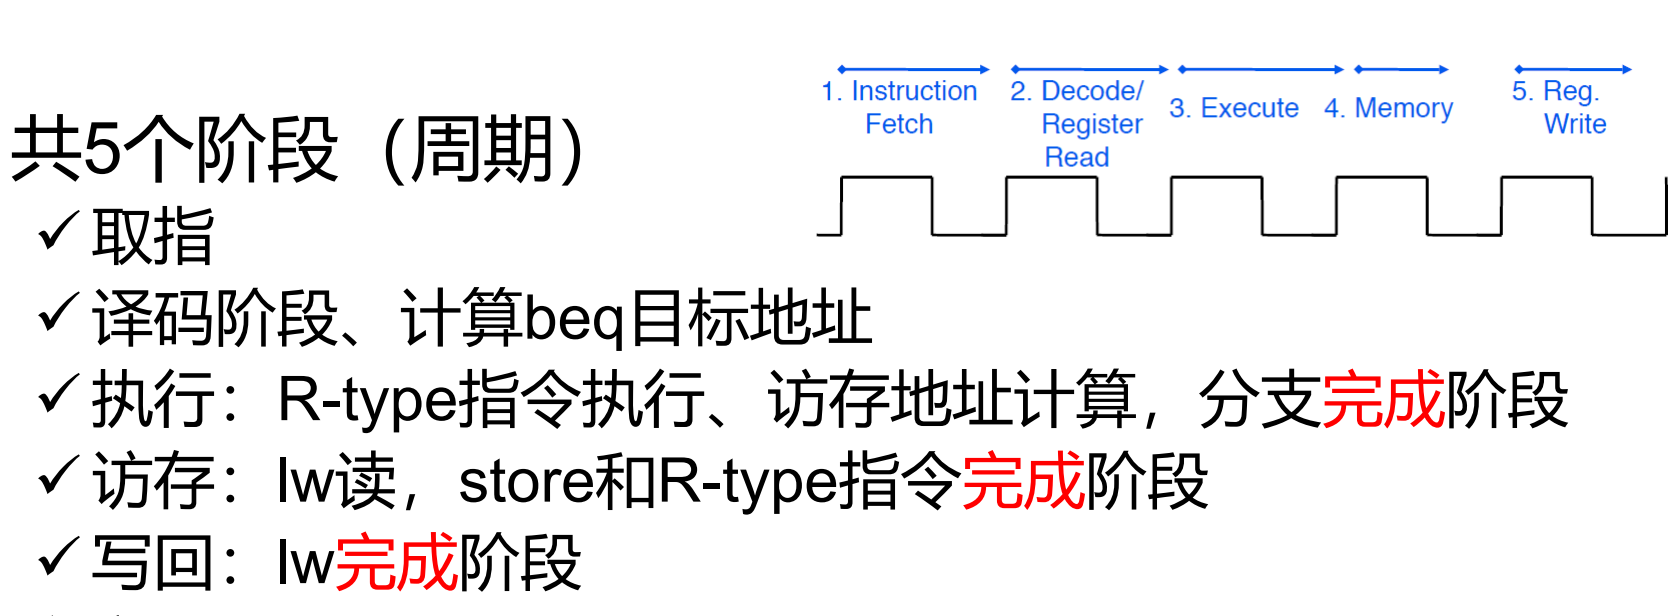 1. Instruction Fetch
2. Decode/ Register Read
3. Execute
4. Memory
5. Reg. Write
共5个阶段（周期）
✓取指
✓译码阶段、计算beq目标地址
✓执行：R-type指令执行、访存地址计算，分支完成阶段
✓访存：lw读，store和R-type指令完成阶段
✓写回：lw完成阶段